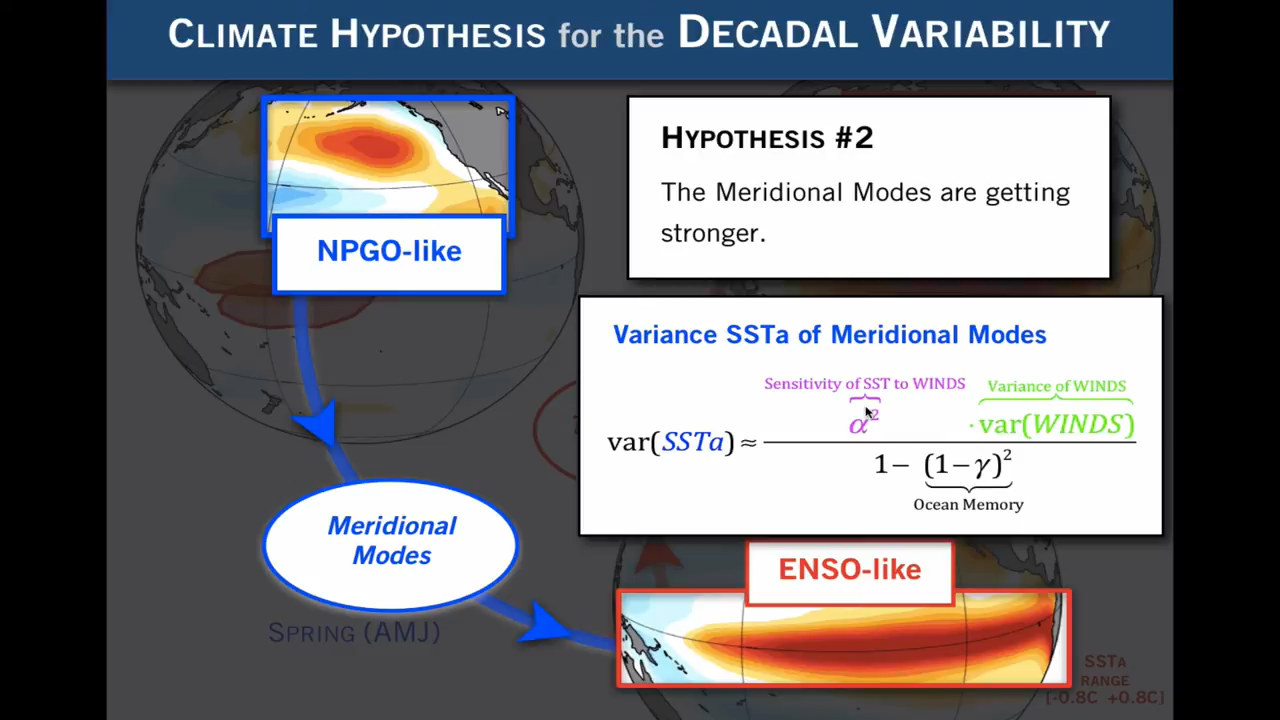 CLIMATE HYPOTHESIS for the DECADAL VARIABILITY
NPGO-like
HYPOTHESIS #2
The Meridional Modes are getting
stronger.
Variance SSTa of Meridional Modes
Sensitivity of SST to WINDS
Variance of WINDS
var(SSTa) ≈ α² · var(WINDS)
1 − (1 − γ)²
Ocean Memory
Meridional
Modes
ENSO-like
SPRING (AMJ)
SSTA
RANGE
[-0.8C +0.8C]